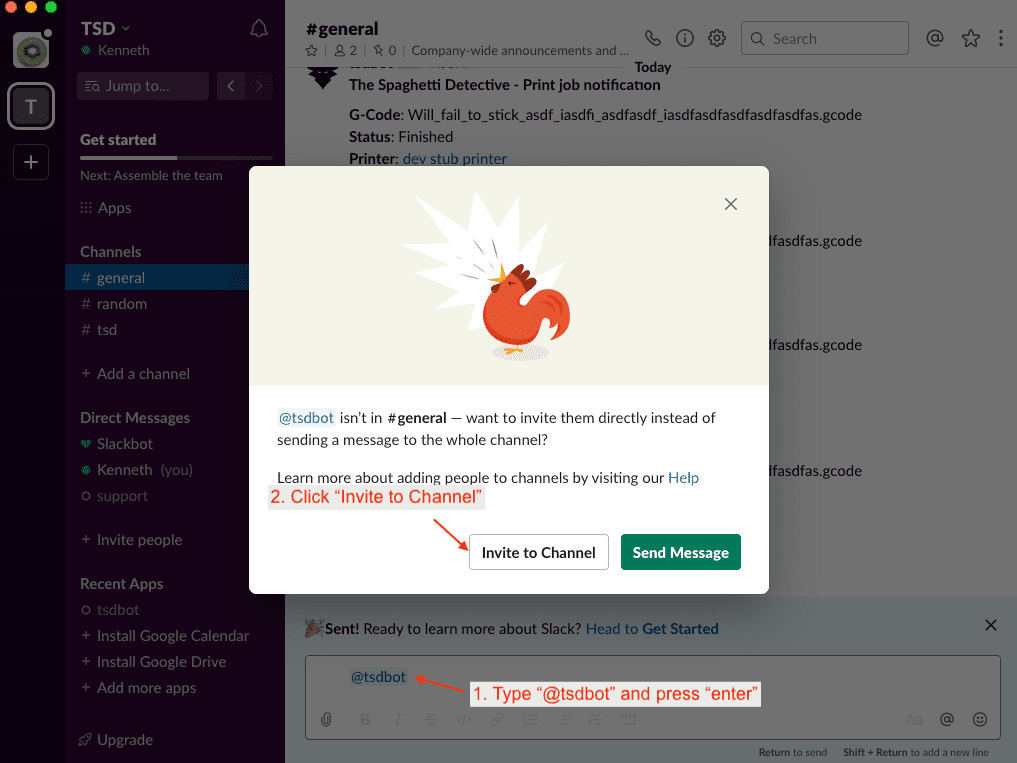 TSD
Kenneth
Jump to...
T
Get started
Next: Assemble the team
Apps
Channels
# general
# random
# tsd
+ Add a channel
Direct Messages
Slackbot
Kenneth (you)
support
+ Invite people
Recent Apps
tsdbot
+ Install Google Calendar
+ Install Google Drive
+ Add more apps
Upgrade
#general
2 | 0 | Company-wide announcements and ...
Search
Today
The Spaghetti Detective - Print job notification
G-Code: Will_fail_to_stick_asdf_iasdfi_asdfasdf_iasdfasdfasdfasdfasdfas.gcode
Status: Finished
Printer: dev stub printer
dfasdfas.gcode
dfasdfas.gcode
dfasdfas.gcode
@tsdbot isn't in #general — want to invite them directly instead of
sending a message to the whole channel?
Learn more about adding people to channels by visiting our Help
2. Click “Invite to Channel”
Invite to Channel
Send Message
Sent! Ready to learn more about Slack? Head to Get Started
@tsdbot
1. Type “@tsdbot” and press “enter”
B I S </> Aa @
Return to send Shift + Return to add a new line